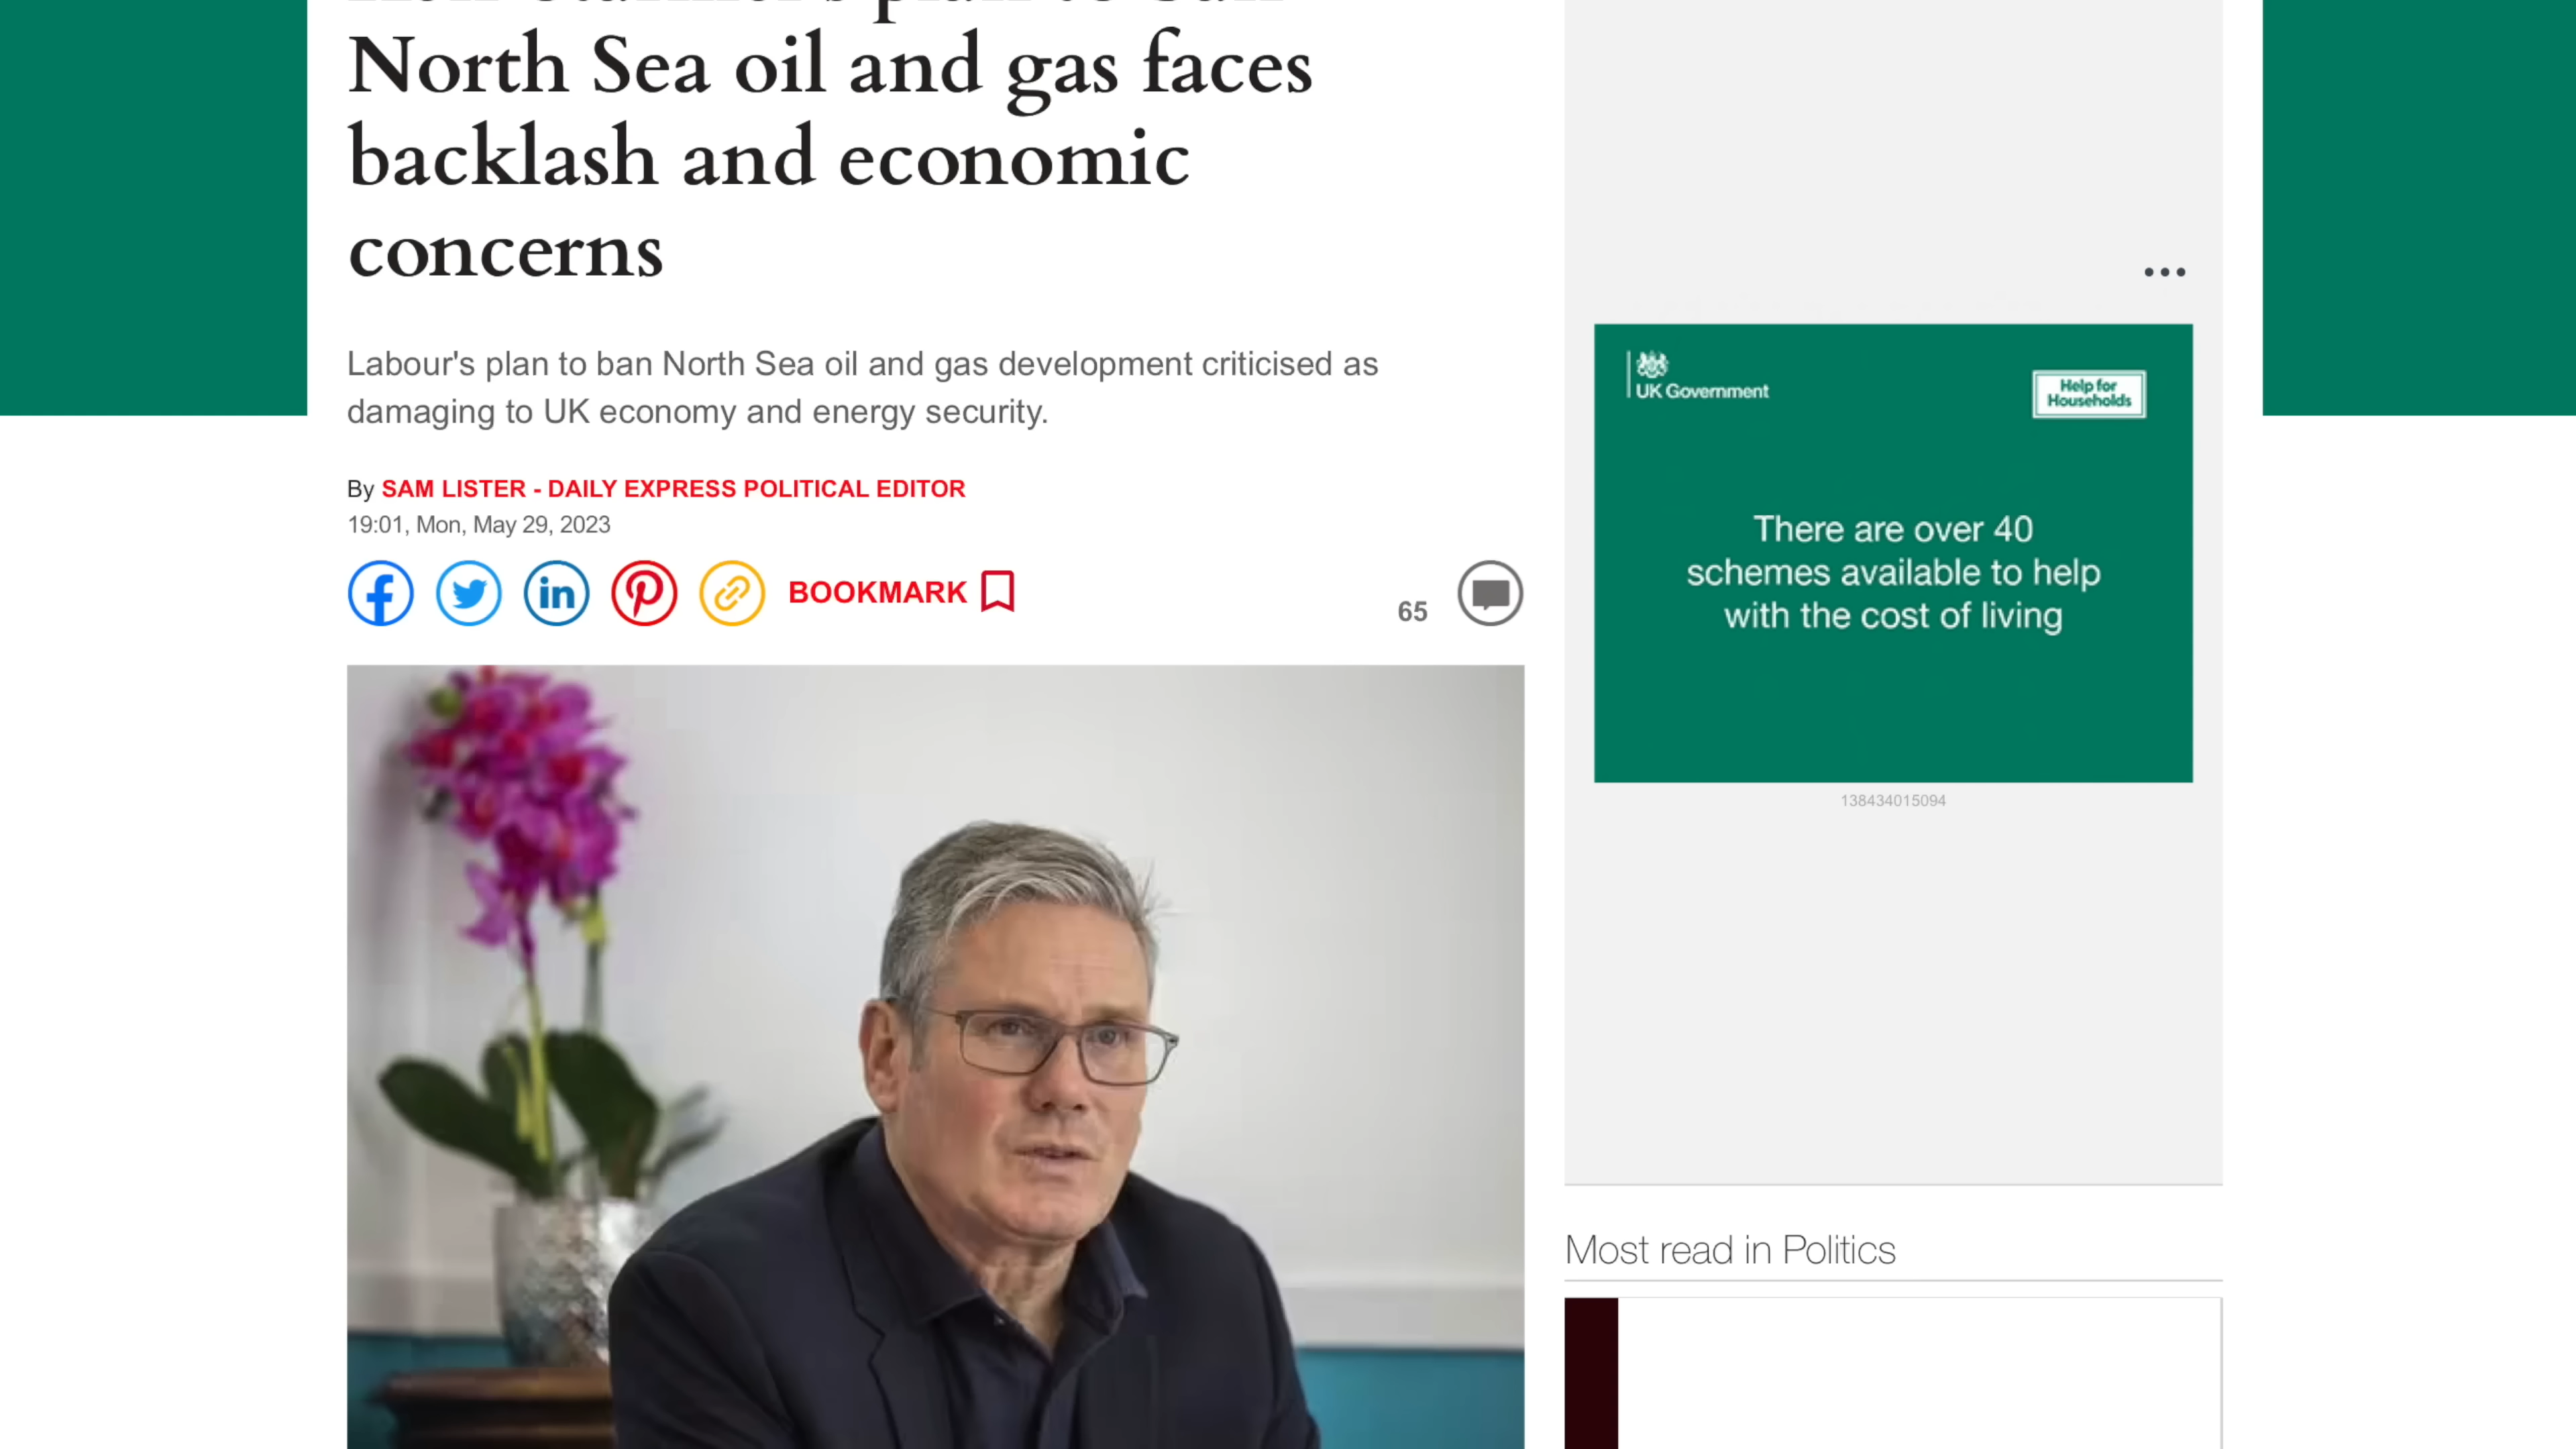 North Sea oil and gas faces
backlash and economic
concerns
Labour's plan to ban North Sea oil and gas development criticised as
damaging to UK economy and energy security.
By SAM LISTER - DAILY EXPRESS POLITICAL EDITOR
19:01, Mon, May 29, 2023
BOOKMARK
65
UK Government
Help for
Households
There are over 40
schemes available to help
with the cost of living
138434015094
Most read in Politics